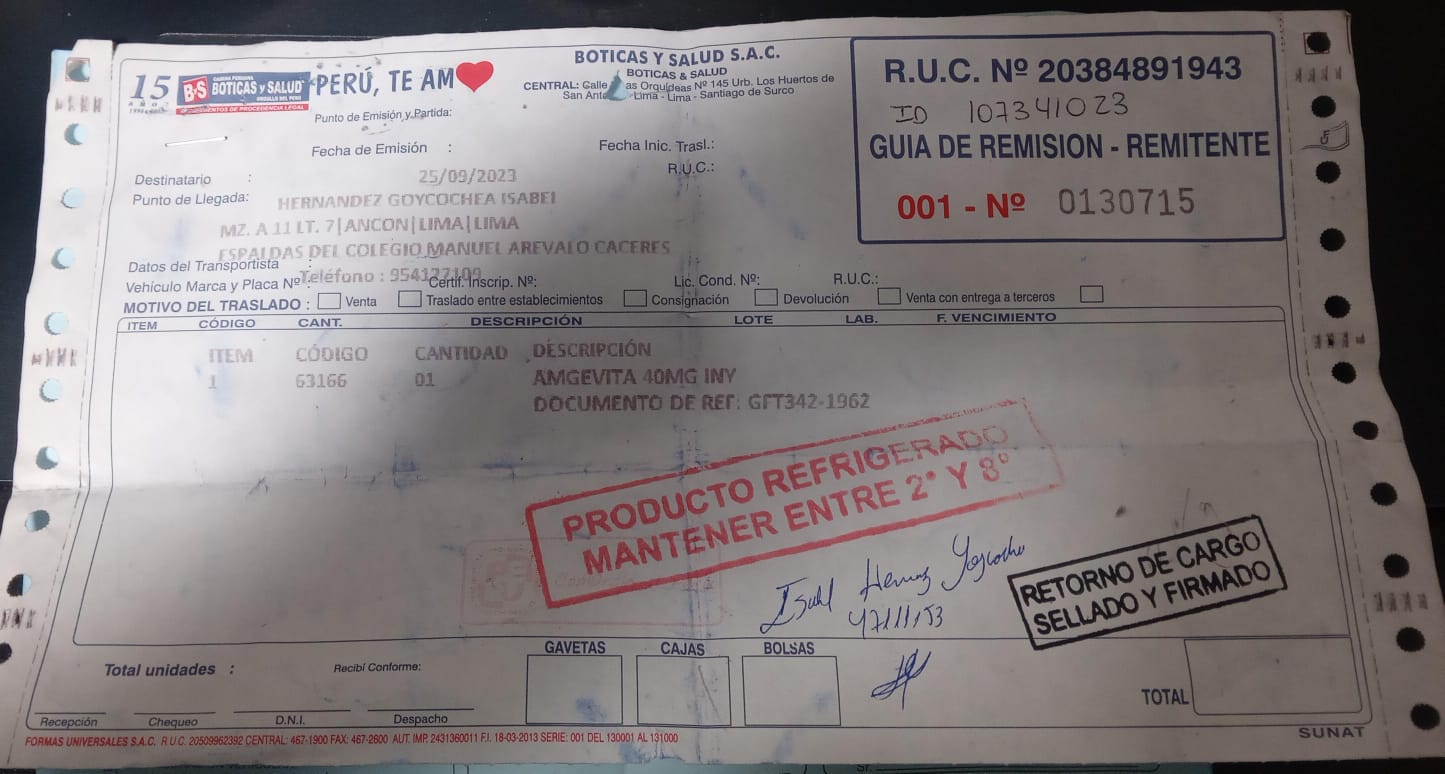 15
AÑOS
CADENA PERUANA
B&S BOTICAS Y SALUD
ORGULLO DEL PERÚ
PERÚ, TE AM
BOTICAS Y SALUD S.A.C.
BOTICAS & SALUD
CENTRAL: Calle as Orquídeas Nº 145 Urb. Los Huertos de
San Anto - Lima - Lima - Santiago de Surco
R.U.C. Nº 20384891943
ID 107341023
GUIA DE REMISION - REMITENTE
001 - Nº 0130715
Punto de Emisión y Partida:
Fecha de Emisión :
Fecha Inic. Trasl.:
Destinatario :
25/09/2023
R.U.C.:
Punto de Llegada:
HERNANDEZ GOYCOCHEA ISABEL
MZ. A 11 LT. 7|ANCON|LIMA|LIMA
ESPALDAS DEL COLEGIO MANUEL AREVALO CACERES
Datos del Transportista :
Teléfono : 954127109
Vehículo Marca y Placa Nº Certif. Inscrip. Nº: Lic. Cond. Nº: R.U.C.:
MOTIVO DEL TRASLADO : Venta Traslado entre establecimientos Consignación Devolución Venta con entrega a terceros
ITEM CÓDIGO CANT. DESCRIPCIÓN LOTE LAB. F. VENCIMIENTO
ITEM CÓDIGO CANTIDAD DESCRIPCIÓN
1 63166 01 AMGEVITA 40MG INY
DOCUMENTO DE REF: GFT342-1962
PRODUCTO REFRIGERADO
MANTENER ENTRE 2° Y 8°
RETORNO DE CARGO
SELLADO Y FIRMADO
GAVETAS CAJAS BOLSAS
Total unidades : Recibí Conforme:
TOTAL
Recepción Chequeo D.N.I. Despacho
FORMAS UNIVERSALES S.A.C. R.U.C. 20509962392 CENTRAL: 467-1900 FAX: 467-2600 AUT. IMP. 2431360011 F.I. 18-03-2013 SERIE: 001 DEL 130001 AL 131000
SUNAT